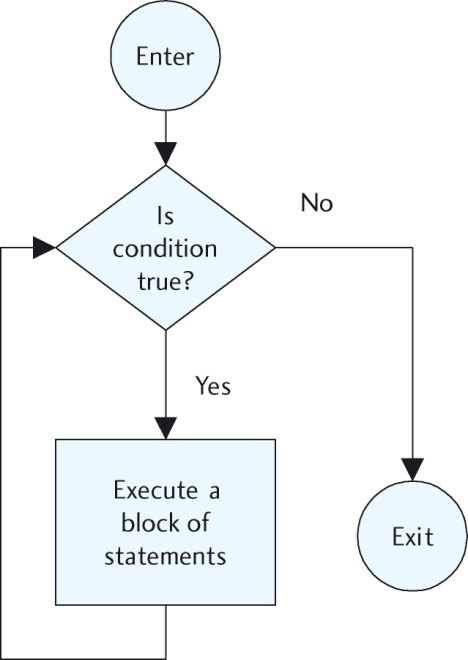 Enter
Is
condition
true?
No
Yes
Execute a
block of
statements
Exit